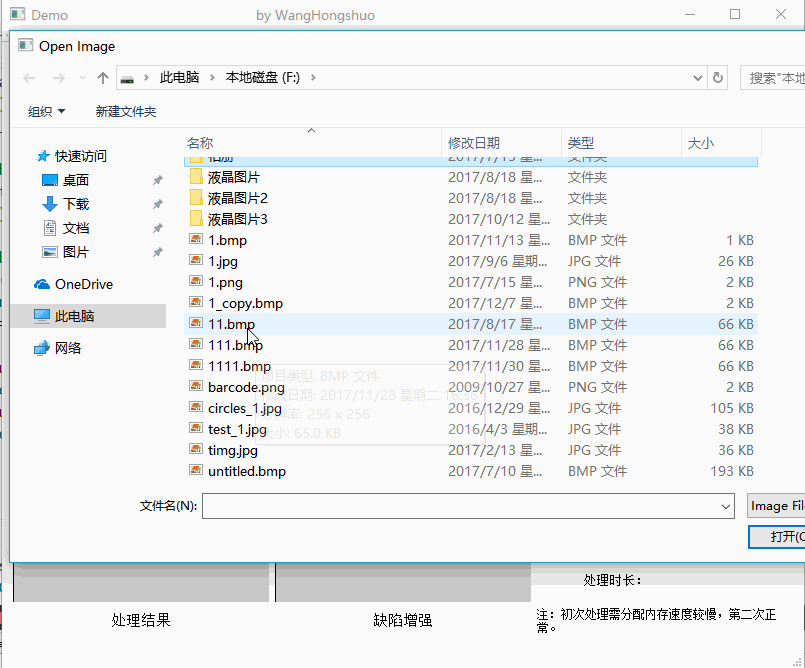 Demo by WangHongshuo
Open Image
此电脑 本地磁盘 (F:) 搜索"本地
组织 新建文件夹
名称 修改日期 类型 大小
快速访问
桌面
下载
文档
图片
OneDrive
此电脑
网络
相册 2017/7/15 星... 文件夹
液晶图片 2017/8/18 星... 文件夹
液晶图片2 2017/8/18 星... 文件夹
液晶图片3 2017/10/12 星... 文件夹
1.bmp 2017/11/13 星... BMP 文件 1 KB
1.jpg 2017/9/6 星期... JPG 文件 26 KB
1.png 2017/7/15 星... PNG 文件 2 KB
1_copy.bmp 2017/12/7 星... BMP 文件 2 KB
11.bmp 2017/8/17 星... BMP 文件 66 KB
111.bmp 2017/11/28 星... BMP 文件 66 KB
1111.bmp 2017/11/30 星... BMP 文件 66 KB
barcode.png 2009/10/27 星... PNG 文件 2 KB
circles_1.jpg 2016/12/29 星... JPG 文件 105 KB
test_1.jpg 2016/4/3 星期... JPG 文件 38 KB
timg.jpg 2017/2/13 星... JPG 文件 36 KB
untitled.bmp 2017/7/10 星... BMP 文件 193 KB
项目类型: BMP 文件
修改日期: 2017/11/28 星期二 16:36
分辨率: 256 x 256
大小: 65.0 KB
文件名(N): Image Fil
打开(O
处理时长:
处理结果 缺陷增强
注: 初次处理需分配内存速度较慢，第二次正
常。